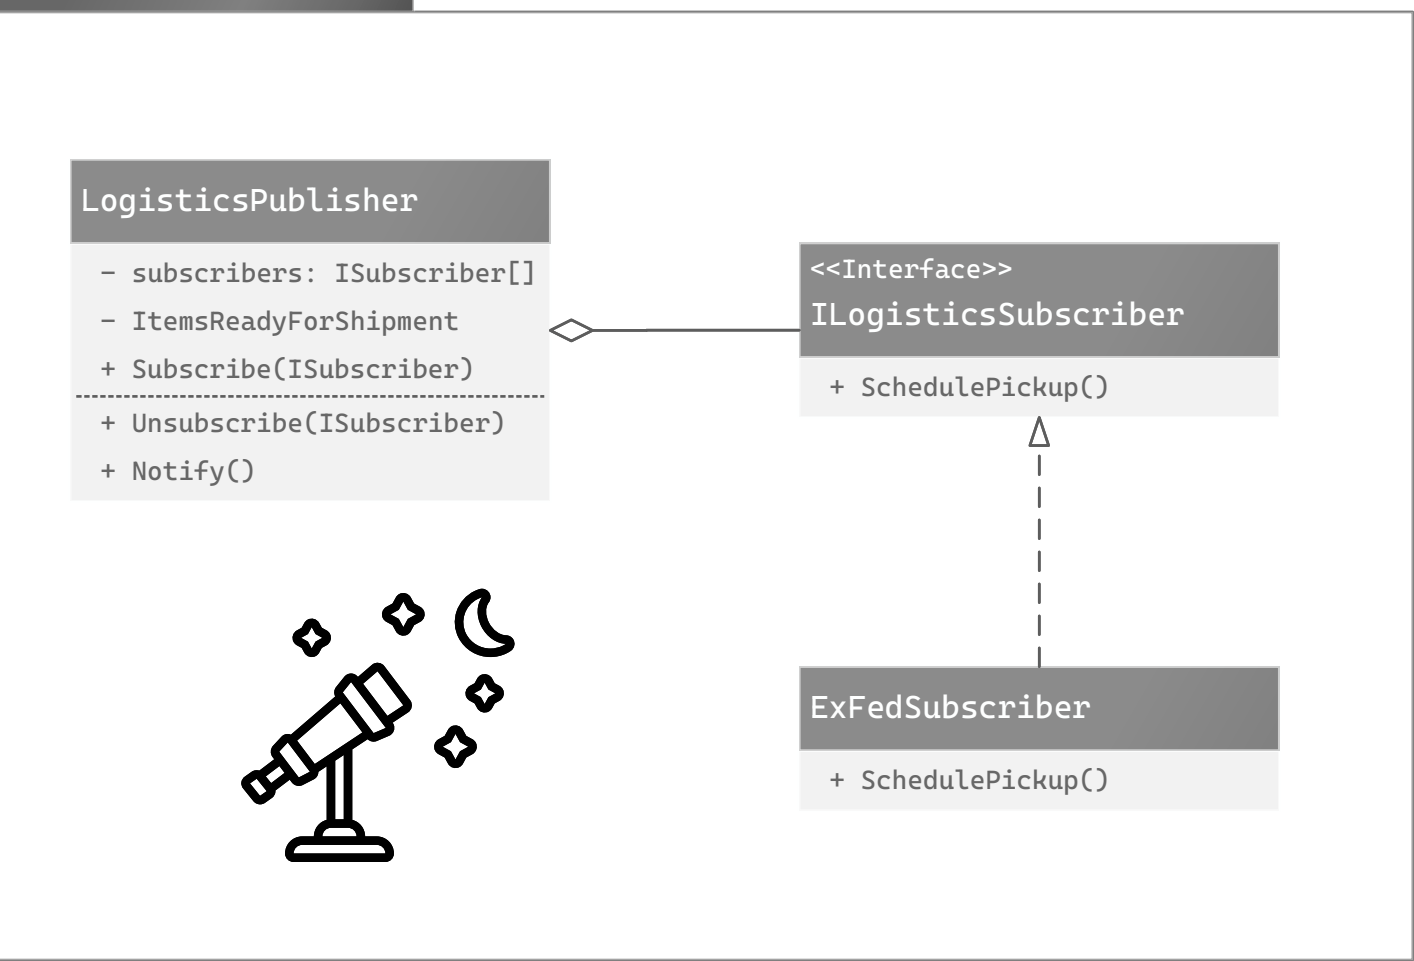 LogisticsPublisher
- subscribers: ISubscriber[]
- ItemsReadyForShipment
+ Subscribe(ISubscriber)
+ Unsubscribe(ISubscriber)
+ Notify()
<<Interface>>
ILogisticsSubscriber
+ SchedulePickup()
ExFedSubscriber
+ SchedulePickup()